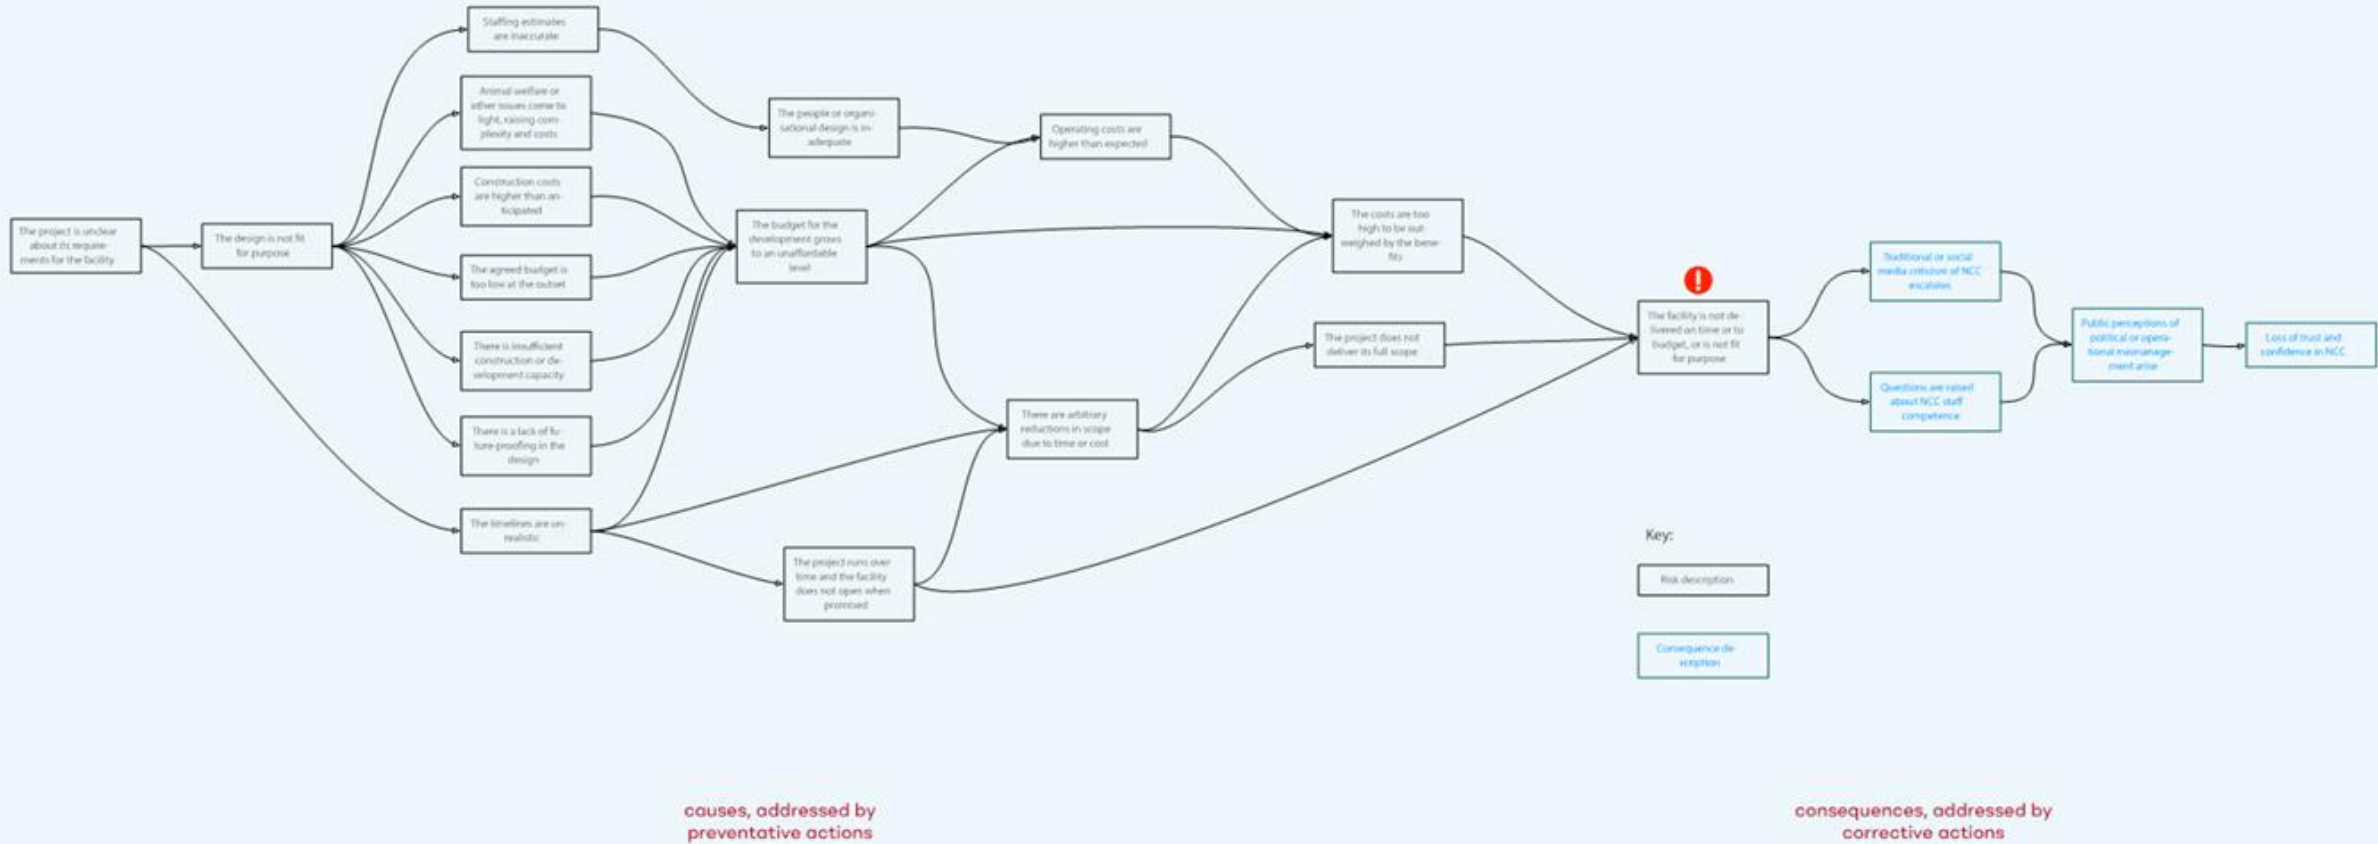 Staffing estimates
are inaccurate
Animal welfare or
other issues come to
light, raising com-
plexity and costs
Construction costs
are higher than an-
ticipated
The project is unclear
about its require-
ments for the facility
The design is not fit
for purpose
The agreed budget is
too low at the outset
There is insufficient
construction or de-
velopment capacity
There is a lack of fu-
ture-proofing in the
design
The timelines are un-
realistic
The people or organi-
sational design is in-
adequate
The budget for the
development grows
to an unaffordable
level
The project runs over
time and the facility
does not open when
promised
Operating costs are
higher than expected
There are arbitrary
reductions in scope
due to time or cost
The costs are too
high to be out-
weighed by the bene-
fits
The project does not
deliver its full scope
!
The facility is not de-
livered on time or to
budget, or is not fit
for purpose
Traditional or social
media criticism of NCC
escalates
Questions are raised
about NCC staff
competence
Public perceptions of
political or opera-
tional mismanage-
ment arise
Loss of trust and
confidence in NCC
Key:
Risk description
Consequence de-
scription
causes, addressed by
preventative actions
consequences, addressed by
corrective actions